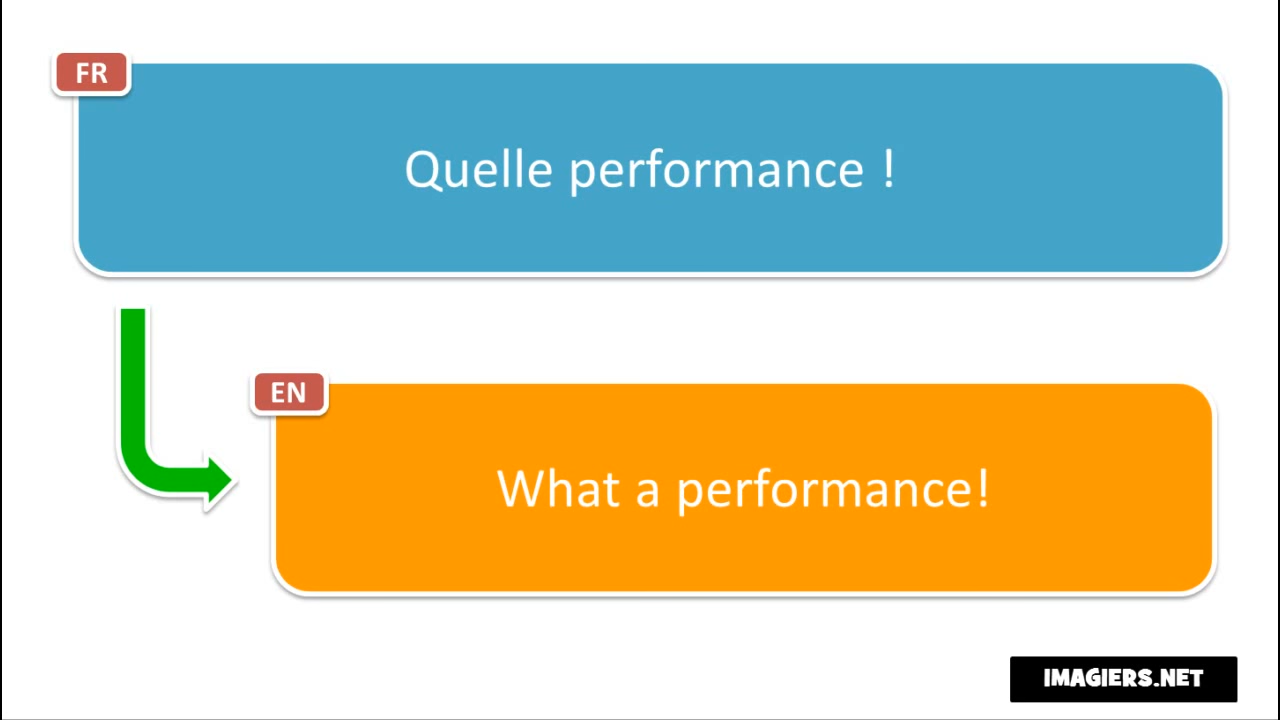 FR
Quelle performance !
EN
What a performance!
IMAGIERS.NET